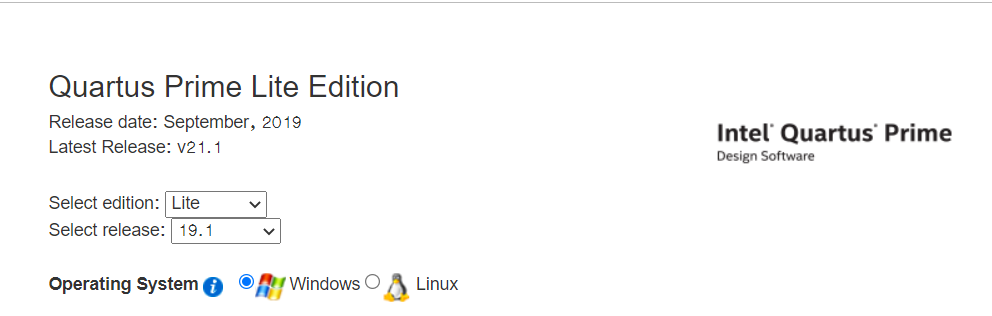 Quartus Prime Lite Edition
Release date: September, 2019
Latest Release: v21.1
Intel® Quartus® Prime
Design Software
Select edition: Lite
Select release: 19.1
Operating System i Windows Linux